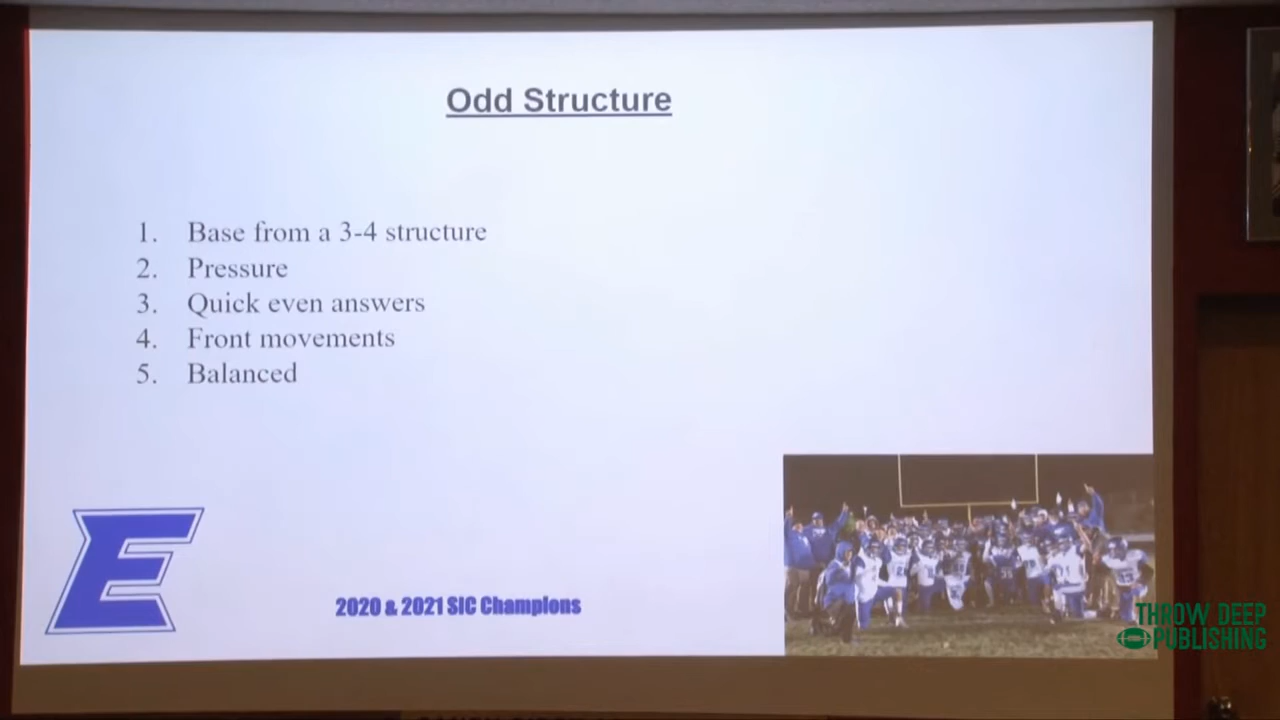 Odd Structure
1. Base from a 3-4 structure
2. Pressure
3. Quick even answers
4. Front movements
5. Balanced
E
2020 & 2021 SIC Champions
THROW DEEP
PUBLISHING